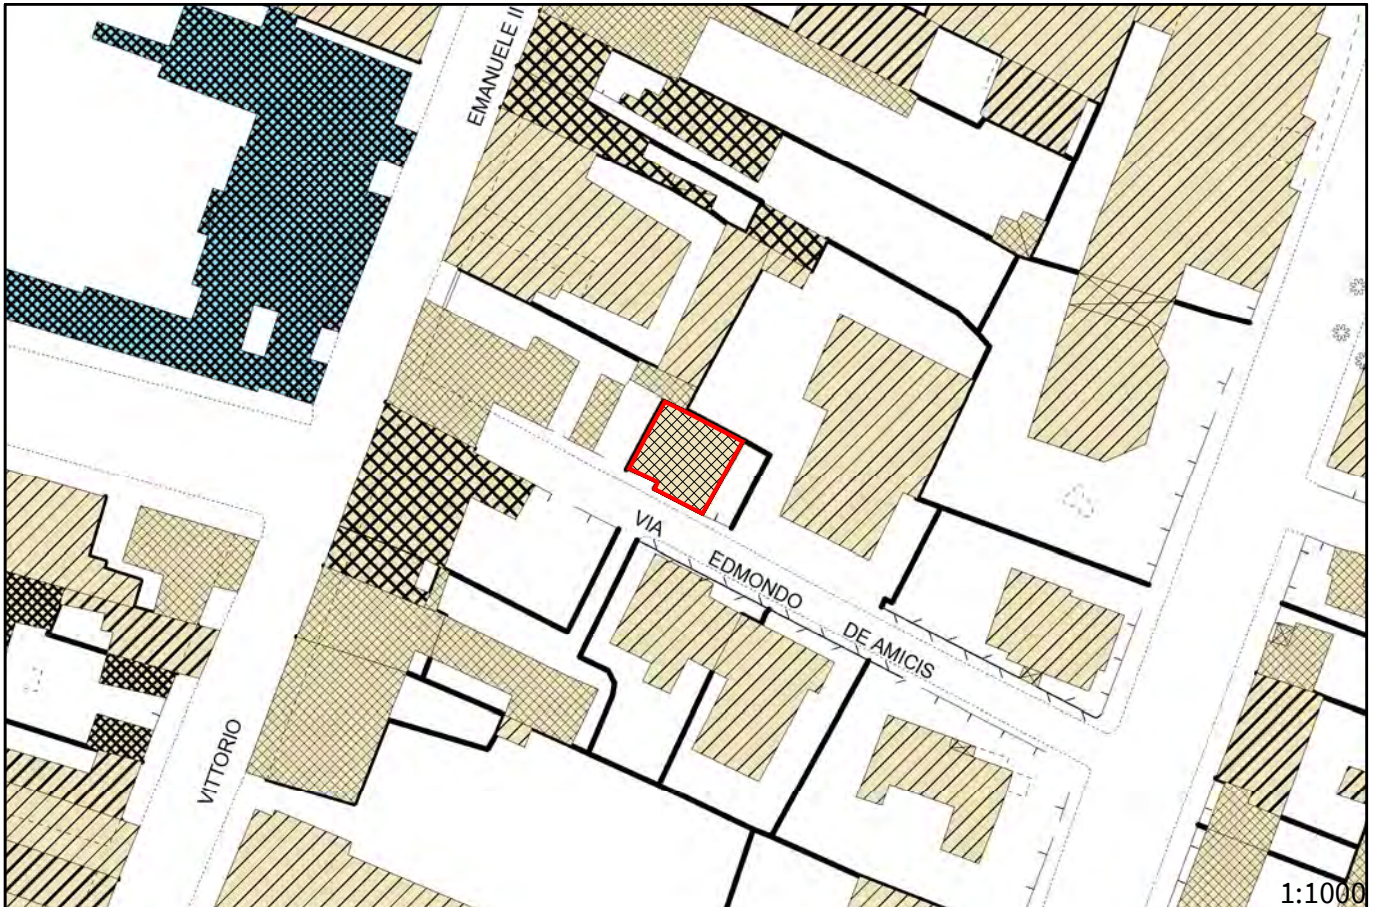 EMANUELE II
VIA
EDMONDO
DE AMICIS
VITTORIO
1:1000